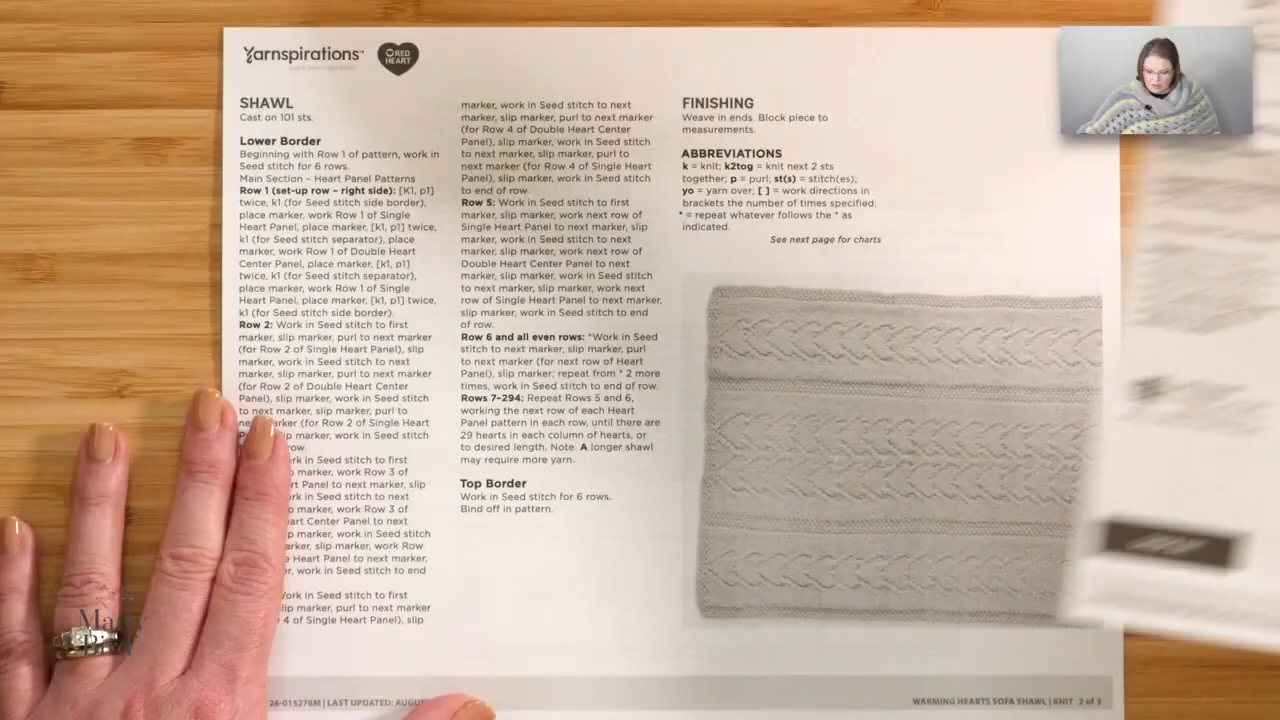 Yarnspirations™
RED
HEART
SHAWL
Cast on 101 sts.
Lower Border
Beginning with Row 1 of pattern, work in
Seed stitch for 6 rows.
Main Section – Heart Panel Patterns
Row 1 (set-up row – right side): [K1, p1]
twice, k1 (for Seed stitch side border),
place marker, work Row 1 of Single
Heart Panel, place marker, [k1, p1] twice,
k1 (for Seed stitch separator), place
marker, work Row 1 of Double Heart
Center Panel, place marker, [k1, p1]
twice, k1 (for Seed stitch separator),
place marker, work Row 1 of Single
Heart Panel, place marker, [k1, p1] twice,
k1 (for Seed stitch side border).
Row 2: Work in Seed stitch to first
marker, slip marker, purl to next marker
(for Row 2 of Single Heart Panel), slip
marker, work in Seed stitch to next
marker, slip marker, purl to next marker
(for Row 2 of Double Heart Center
Panel), slip marker, work in Seed stitch
to next marker, slip marker, purl to
marker (for Row 2 of Single Heart
marker, work in Seed stitch
row.
rk in Seed stitch to first
marker, work Row 3 of
Panel to next marker, slip
in Seed stitch to next
marker, work Row 3 of
art Center Panel to next
marker, work in Seed stitch
arker, slip marker, work Row
Heart Panel to next marker,
r, work in Seed stitch to end
in Seed stitch to first
lip marker, purl to next marker
4 of Single Heart Panel), slip
marker, work in Seed stitch to next
marker, slip marker, purl to next marker
(for Row 4 of Double Heart Center
Panel), slip marker, work in Seed stitch
to next marker, slip marker, purl to
next marker (for Row 4 of Single Heart
Panel), slip marker, work in Seed stitch
to end of row.
Row 5: Work in Seed stitch to first
marker, slip marker, work next row of
Single Heart Panel to next marker, slip
marker, work in Seed stitch to next
marker, slip marker, work next row of
Double Heart Center Panel to next
marker, slip marker, work in Seed stitch
to next marker, slip marker, work next
row of Single Heart Panel to next marker,
slip marker, work in Seed stitch to end
of row.
Row 6 and all even rows: *Work in Seed
stitch to next marker, slip marker, purl
to next marker (for next row of Heart
Panel), slip marker; repeat from * 2 more
times, work in Seed stitch to end of row.
Rows 7–294: Repeat Rows 5 and 6,
working the next row of each Heart
Panel pattern in each row, until there are
29 hearts in each column of hearts, or
to desired length. Note. A longer shawl
may require more yarn.
Top Border
Work in Seed stitch for 6 rows.
Bind off in pattern.
FINISHING
Weave in ends. Block piece to
measurements.
ABBREVIATIONS
k = knit; k2tog = knit next 2 sts
together; p = purl; st(s) = stitch(es);
yo = yarn over; [ ] = work directions in
brackets the number of times specified;
* = repeat whatever follows the * as
indicated.
See next page for charts
26-015278M | LAST UPDATED: AUGU
WARMING HEARTS SOFA SHAWL | KNIT 2 of 3